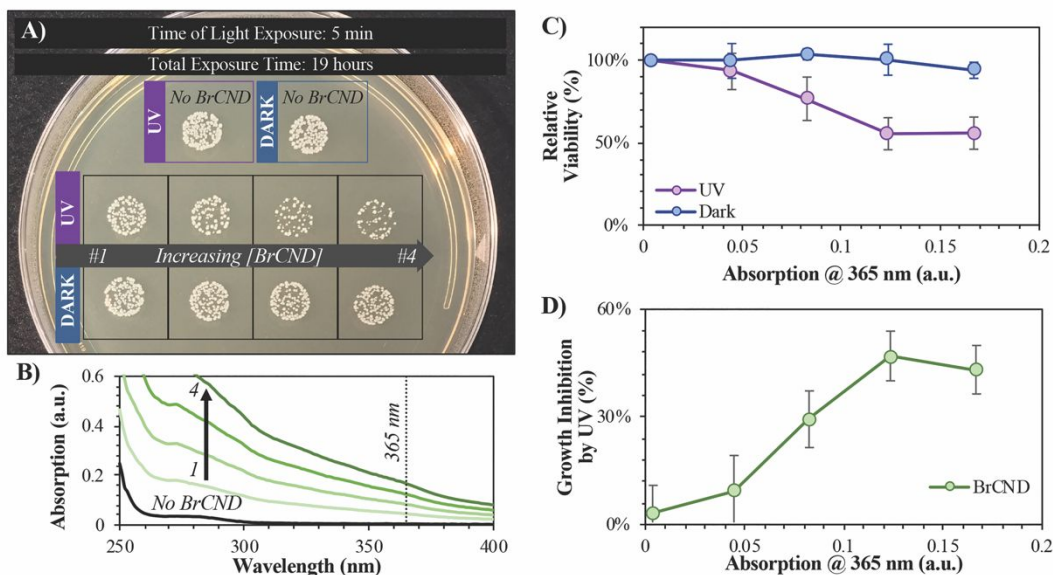 A)
Time of Light Exposure: 5 min
Total Exposure Time: 19 hours
UV
No BrCND
DARK
No BrCND
UV
#1 Increasing [BrCND] #4
DARK
B)
Absorption (a.u.)
0.6
0.4
0.2
0
4
1
No BrCND
365 nm
250 300 350 400
Wavelength (nm)
C)
Relative
Viability (%)
100%
50%
0%
UV
Dark
0 0.05 0.1 0.15 0.2
Absorption @ 365 nm (a.u.)
D)
Growth Inhibition
by UV (%)
60%
30%
0%
BrCND
0 0.05 0.1 0.15 0.2
Absorption @ 365 nm (a.u.)